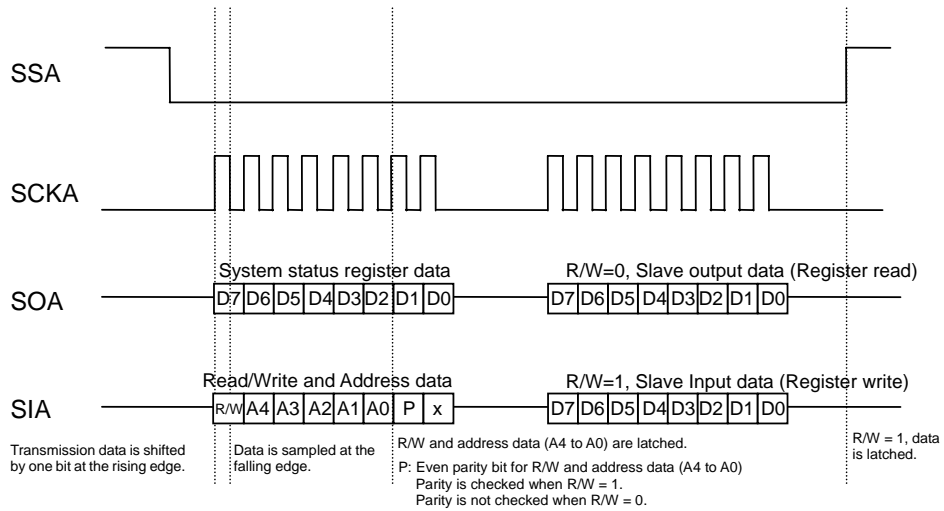 SSA
SCKA
System status register data
R/W=0, Slave output data (Register read)
SOA
D7 D6 D5 D4 D3 D2 D1 D0
D7 D6 D5 D4 D3 D2 D1 D0
Read/Write and Address data
R/W=1, Slave Input data (Register write)
SIA
R/W A4 A3 A2 A1 A0 P x
D7 D6 D5 D4 D3 D2 D1 D0
Transmission data is shifted
by one bit at the rising edge.
Data is sampled at the
falling edge.
R/W and address data (A4 to A0) are latched.
P: Even parity bit for R/W and address data (A4 to A0)
Parity is checked when R/W = 1.
Parity is not checked when R/W = 0.
R/W = 1, data
is latched.